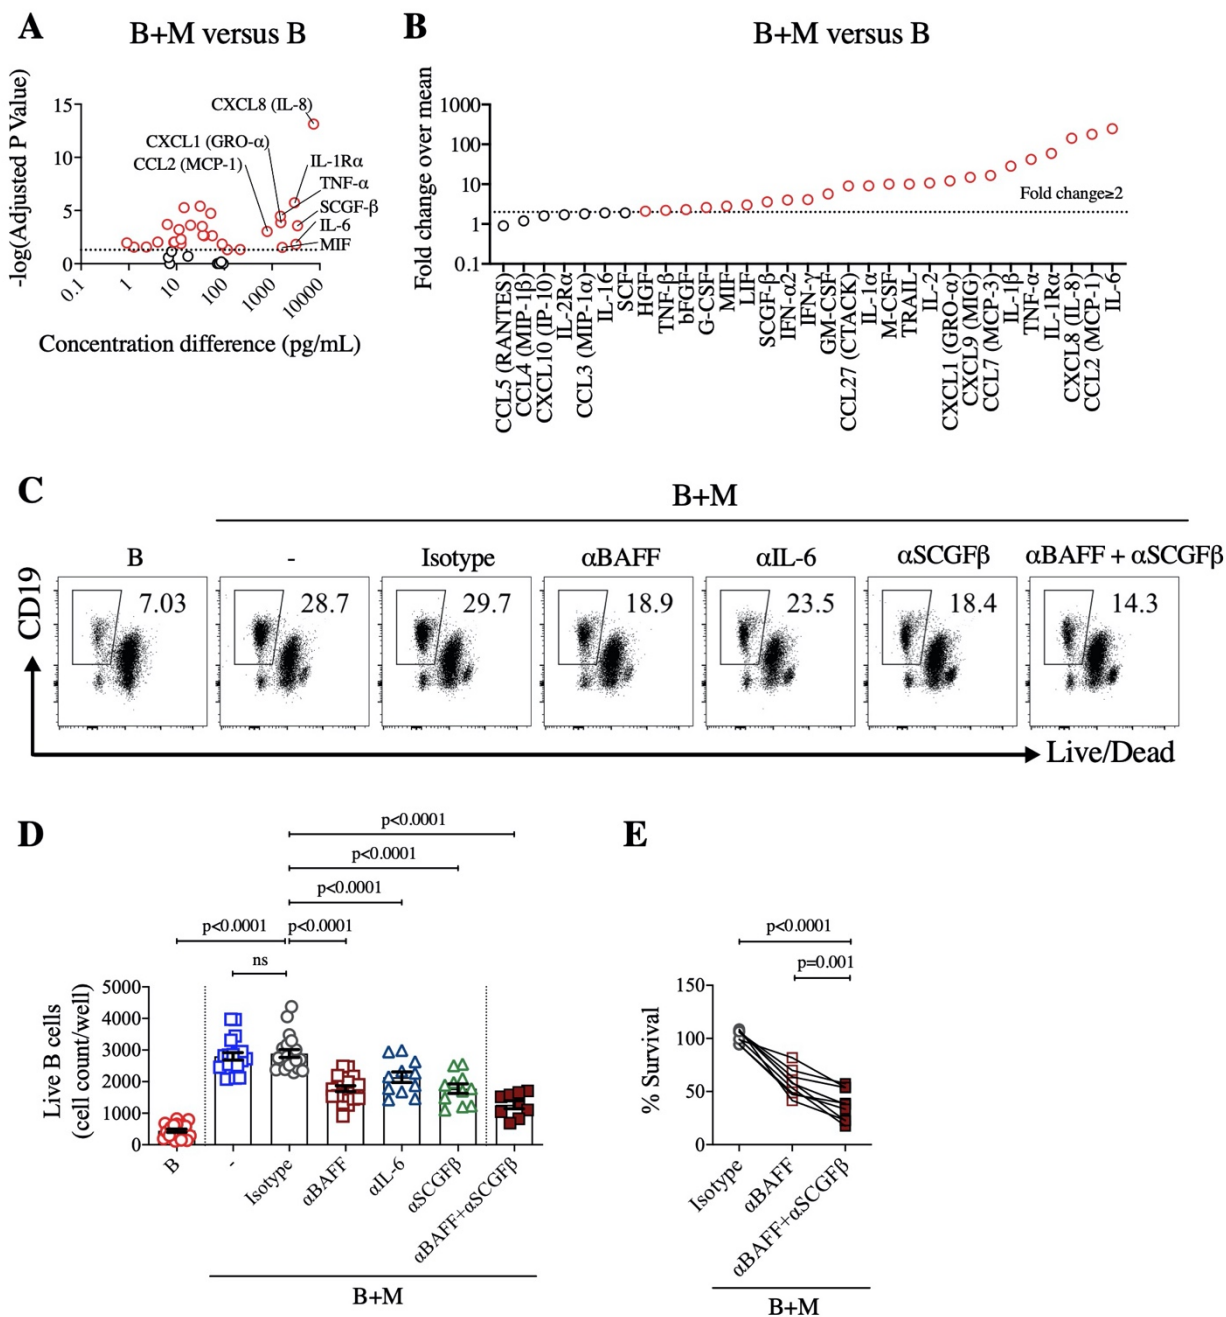 A
B+M versus B
-log(Adjusted P Value)
15
10
5
0
0.1
1
10
100
1000
10000
Concentration difference (pg/mL)
CXCL8 (IL-8)
CXCL1 (GRO-α)
CCL2 (MCP-1)
IL-1Rα
TNF-α
SCGF-β
IL-6
MIF
B
B+M versus B
Fold change over mean
1000
100
10
1
0.1
Fold change≥2
CCL5 (RANTES)
CCL4 (MIP-1β)
CXCL10 (IP-10)
IL-2Rα
CCL3 (MIP-1α)
IL-16
SCF
HGF
TNF-β
bFGF
G-CSF
MIF
LIF
SCGF-β
IFN-α2
IFN-γ
GM-CSF
CCL27 (CTACK)
IL-1α
M-CSF
TRAIL
IL-2
CXCL1 (GRO-α)
CXCL9 (MIG)
CCL7 (MCP-3)
IL-1β
TNF-α
IL-1Rα
CXCL8 (IL-8)
CCL2 (MCP-1)
IL-6
C
B+M
B
-
Isotype
αBAFF
αIL-6
αSCGFβ
αBAFF + αSCGFβ
CD19
7.03
28.7
29.7
18.9
23.5
18.4
14.3
Live/Dead
D
p<0.0001
p<0.0001
p<0.0001
p<0.0001
p<0.0001
ns
Live B cells
(cell count/well)
5000
4000
3000
2000
1000
0
B
-
Isotype
αBAFF
αIL-6
αSCGFβ
αBAFF+αSCGFβ
B+M
E
p<0.0001
p=0.001
% Survival
150
100
50
0
Isotype
αBAFF
αBAFF+αSCGFβ
B+M